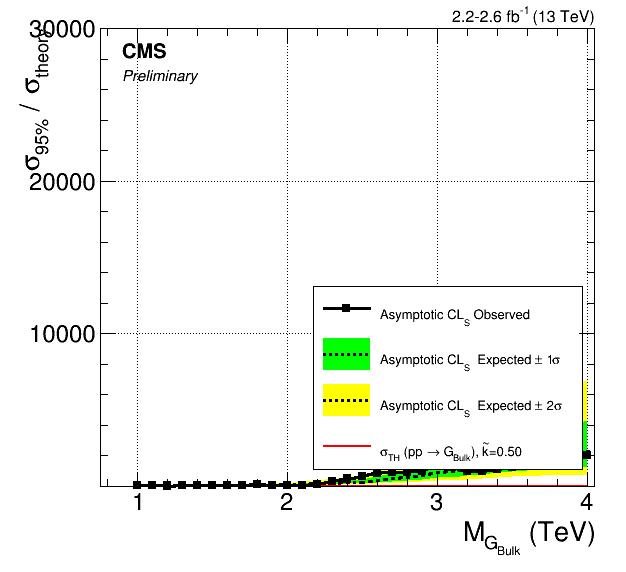 2.2-2.6 fb⁻¹ (13 TeV)
30000
CMS
Preliminary
σ95% / σtheory
20000
10000
Asymptotic CLS Observed
Asymptotic CLS Expected ± 1σ
Asymptotic CLS Expected ± 2σ
σTH (pp → GBulk), k̃=0.50
1 2 3 4
MGBulk (TeV)